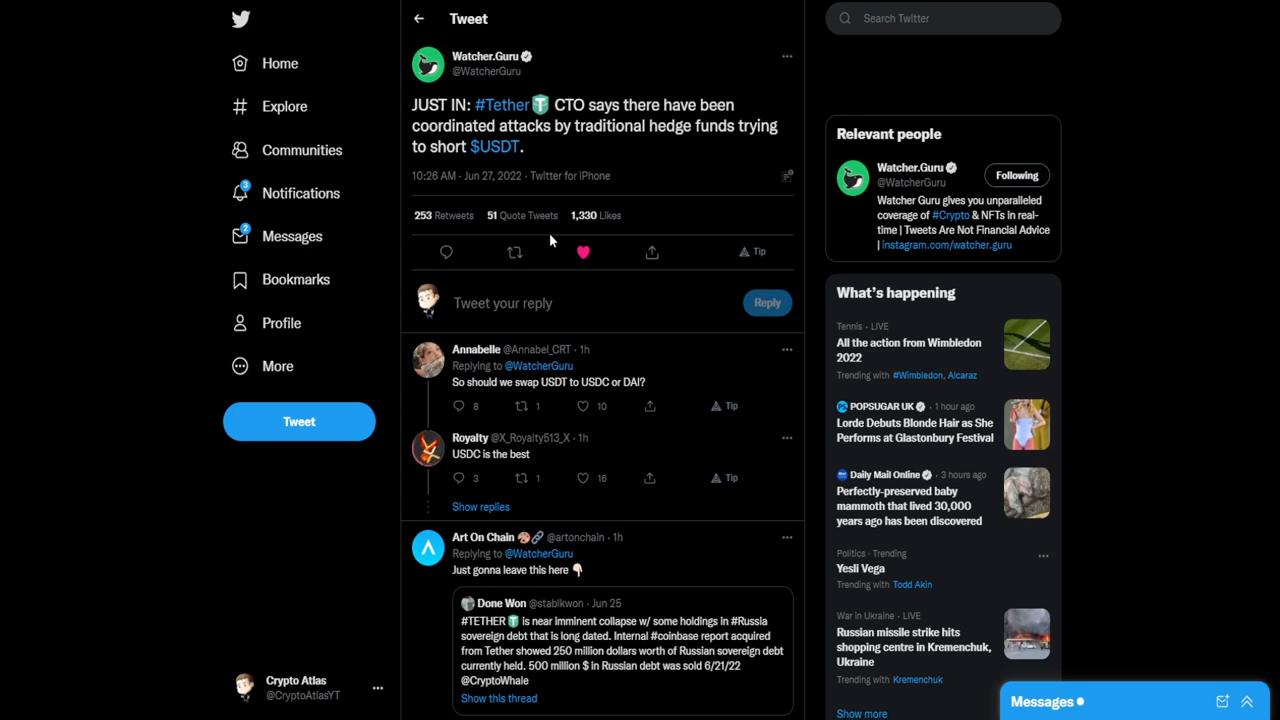 Home
Explore
Communities
3
Notifications
2
Messages
Bookmarks
Profile
More
Tweet
Crypto Atlas
@CryptoAtlasYT
Tweet
Watcher.Guru
@WatcherGuru
JUST IN: #Tether CTO says there have been
coordinated attacks by traditional hedge funds trying
to short $USDT.
10:26 AM · Jun 27, 2022 · Twitter for iPhone
253 Retweets 51 Quote Tweets 1,330 Likes
Tip
Tweet your reply
Reply
Annabelle @Annabel_CRT · 1h
Replying to @WatcherGuru
So should we swap USDT to USDC or DAI?
8 1 10 Tip
Royalty @X_Royalty513_X · 1h
USDC is the best
3 1 16 Tip
Show replies
Art On Chain @artonchain · 1h
Replying to @WatcherGuru
Just gonna leave this here
Done Won @stablkwon · Jun 25
#TETHER is near imminent collapse w/ some holdings in #Russia
sovereign debt that is long dated. Internal #coinbase report acquired
from Tether showed 250 million dollars worth of Russian sovereign debt
currently held. 500 million $ in Russian debt was sold 6/21/22
@CryptoWhale
Show this thread
Search Twitter
Relevant people
Watcher.Guru
@WatcherGuru
Following
Watcher Guru gives you unparalleled
coverage of #Crypto & NFTs in real-
time | Tweets Are Not Financial Advice
| instagram.com/watcher.guru
What's happening
Tennis · LIVE
All the action from Wimbledon
2022
Trending with #Wimbledon, Alcaraz
POPSUGAR UK · 1 hour ago
Lorde Debuts Blonde Hair as She
Performs at Glastonbury Festival
Daily Mail Online · 3 hours ago
Perfectly-preserved baby
mammoth that lived 30,000
years ago has been discovered
Politics · Trending
Yesli Vega
Trending with Todd Akin
War in Ukraine · LIVE
Russian missile strike hits
shopping centre in Kremenchuk,
Ukraine
Trending with Kremenchuk
Show more
Messages